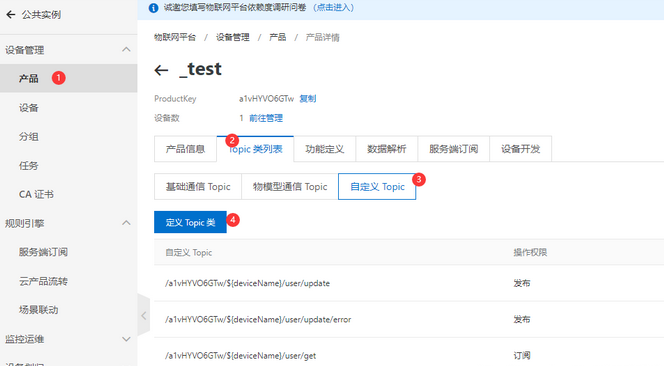 公共实例
诚邀您填写物联网平台依赖度调研问卷 （点击进入）
设备管理
物联网平台 / 设备管理 / 产品 / 产品详情
产品 1
_test
设备
ProductKey a1vHYVO6GTw 复制
设备数 1 前往管理
分组
任务
2
产品信息 Topic 类列表 功能定义 数据解析 服务端订阅 设备开发
CA 证书
基础通信 Topic 物模型通信 Topic 自定义 Topic 3
规则引擎
定义 Topic 类 4
服务端订阅
自定义 Topic 操作权限
云产品流转
/a1vHYVO6GTw/${deviceName}/user/update 发布
场景联动
/a1vHYVO6GTw/${deviceName}/user/update/error 发布
监控运维
/a1vHYVO6GTw/${deviceName}/user/get 订阅